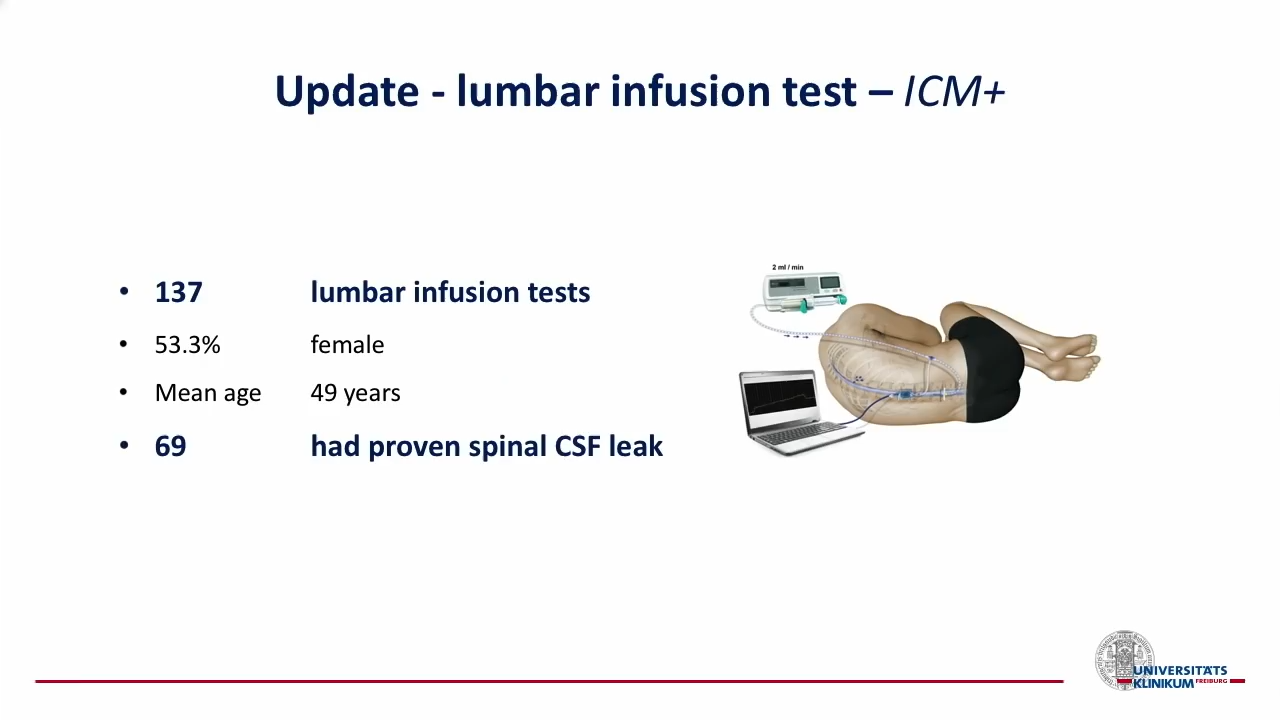 Update - lumbar infusion test – ICM+
• 137 lumbar infusion tests
• 53.3% female
• Mean age 49 years
• 69 had proven spinal CSF leak
2 ml / min
UNIVERSITÄTS
KLINIKUM FREIBURG